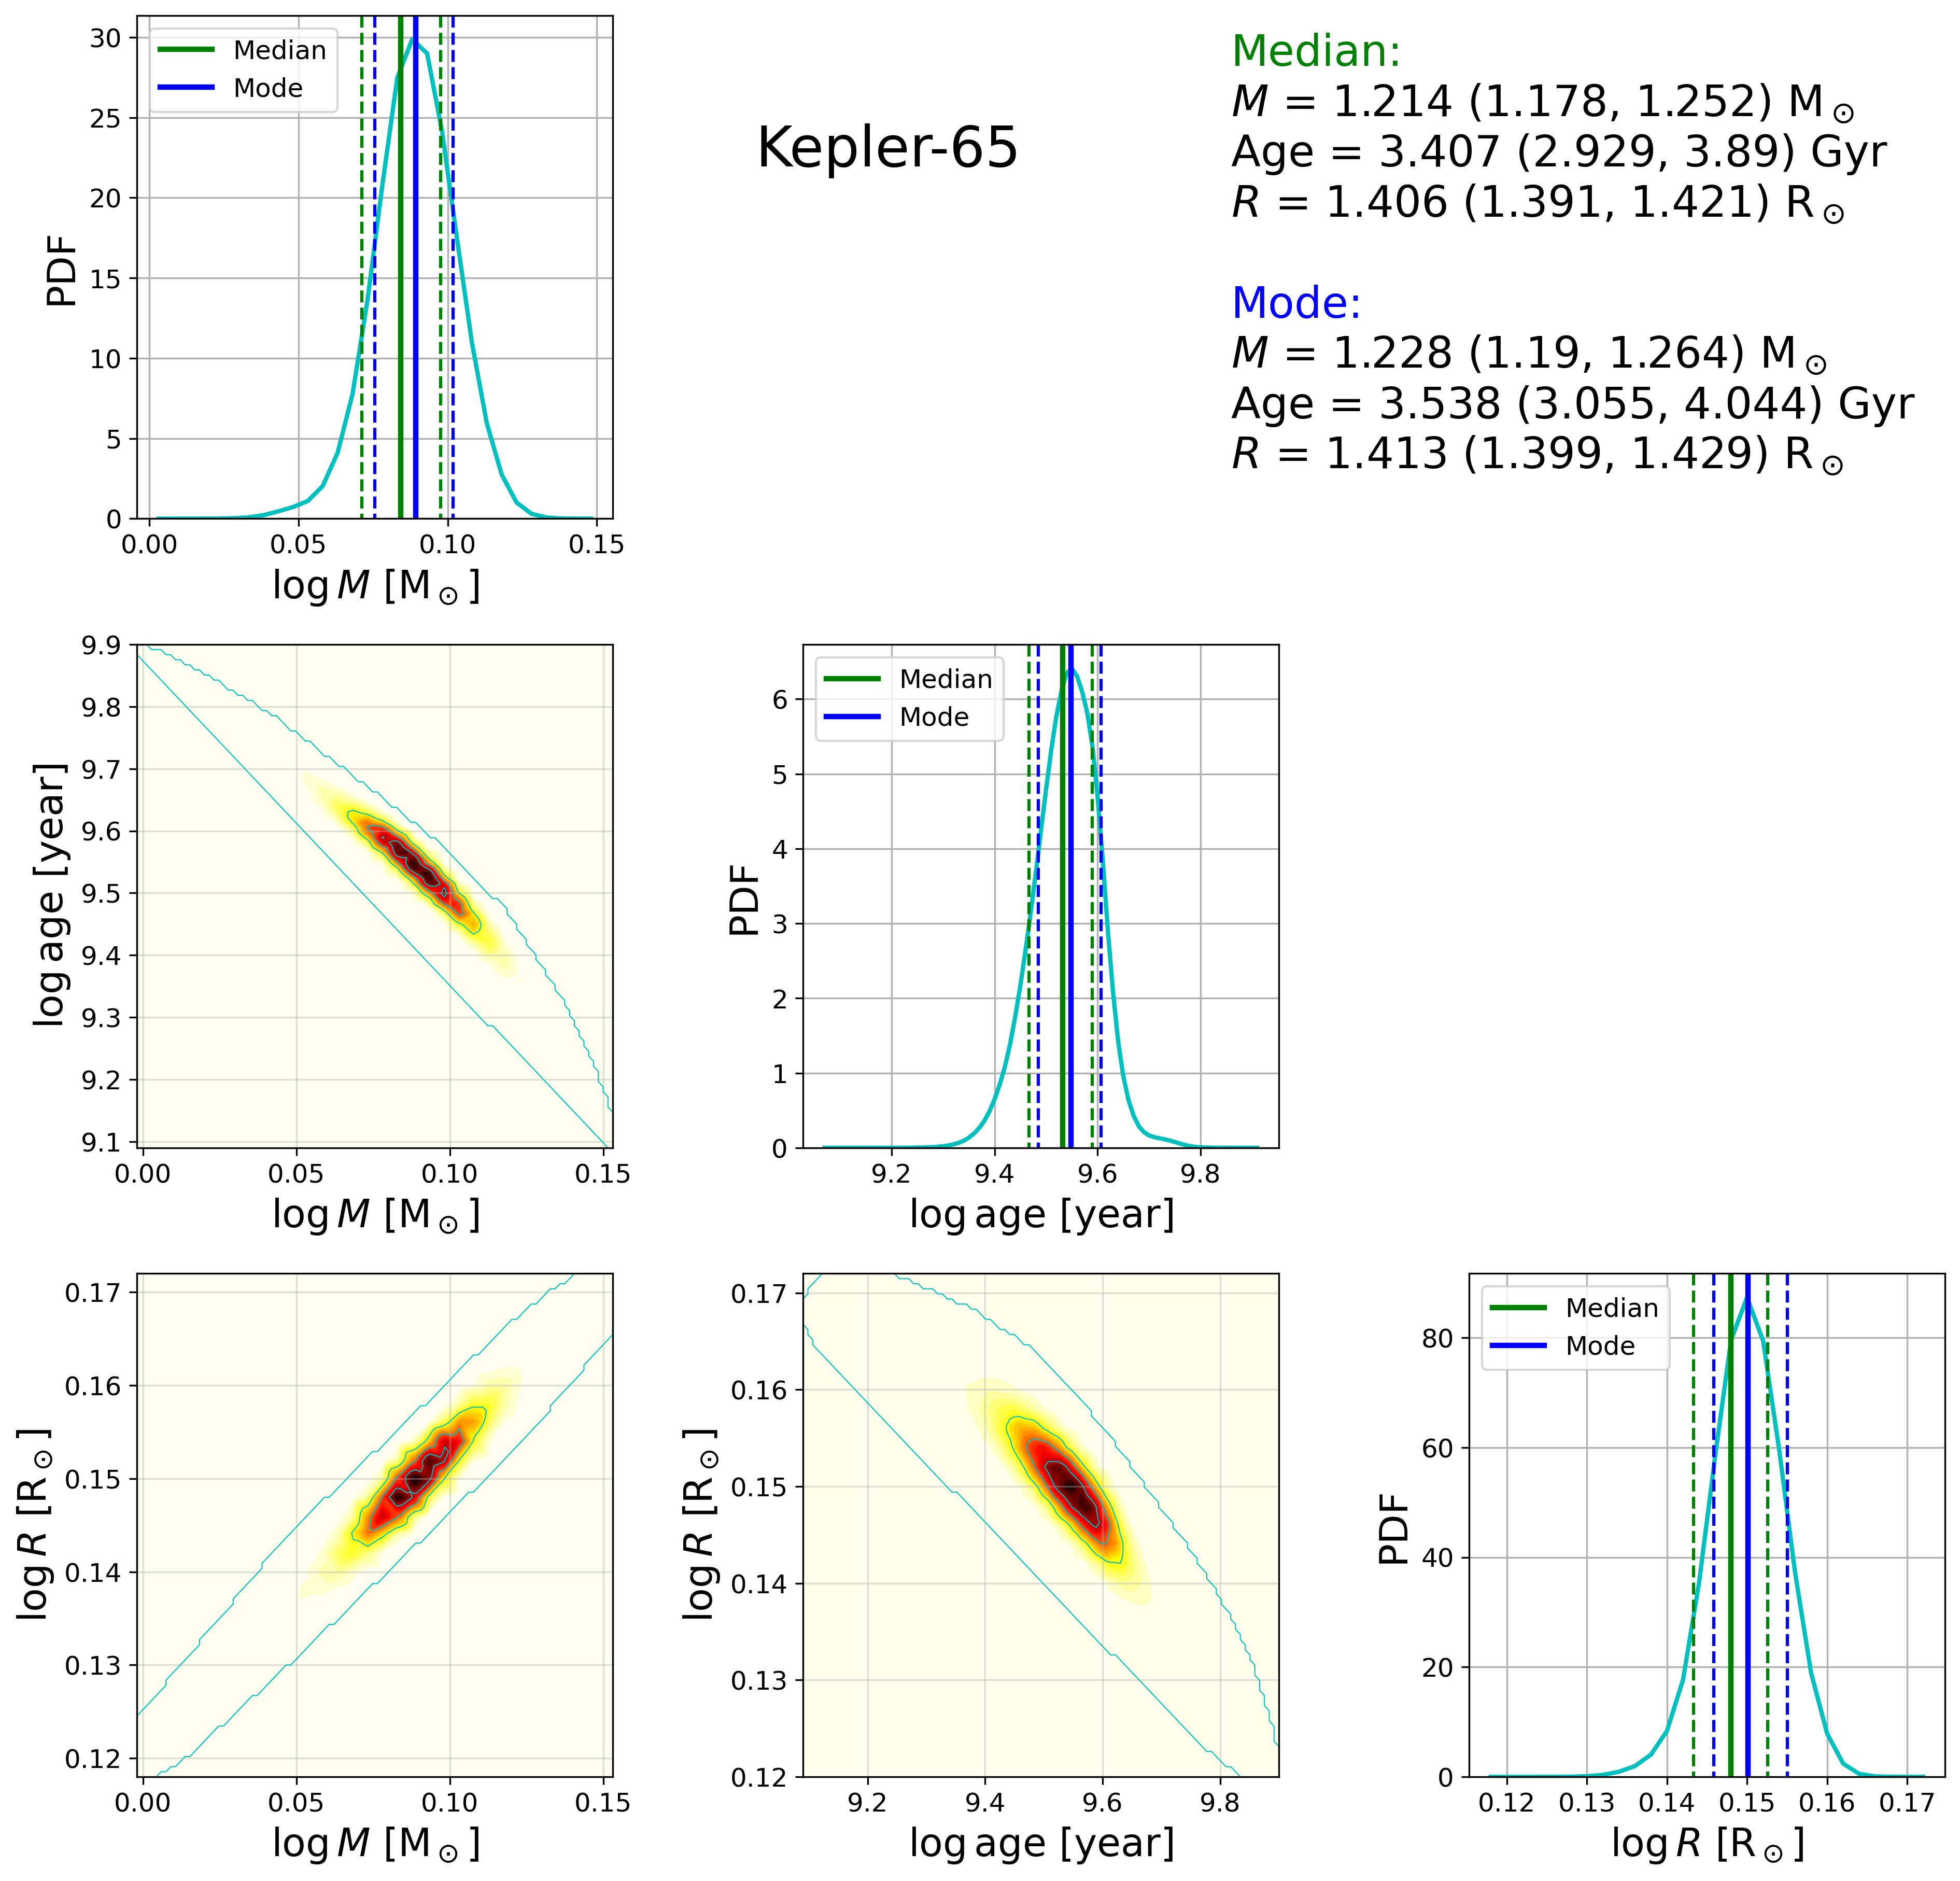 Median
Mode
30
25
20
15
10
5
0
PDF
0.00 0.05 0.10 0.15
log M [M⊙]
Kepler-65
Median:
M = 1.214 (1.178, 1.252) M⊙
Age = 3.407 (2.929, 3.89) Gyr
R = 1.406 (1.391, 1.421) R⊙
Mode:
M = 1.228 (1.19, 1.264) M⊙
Age = 3.538 (3.055, 4.044) Gyr
R = 1.413 (1.399, 1.429) R⊙
9.9
9.8
9.7
9.6
9.5
9.4
9.3
9.2
9.1
log age [year]
0.00 0.05 0.10 0.15
log M [M⊙]
Median
Mode
6
5
4
3
2
1
0
PDF
9.2 9.4 9.6 9.8
log age [year]
0.17
0.16
0.15
0.14
0.13
0.12
log R [R⊙]
0.00 0.05 0.10 0.15
log M [M⊙]
0.17
0.16
0.15
0.14
0.13
0.12
log R [R⊙]
9.2 9.4 9.6 9.8
log age [year]
Median
Mode
80
60
40
20
0
PDF
0.12 0.13 0.14 0.15 0.16 0.17
log R [R⊙]